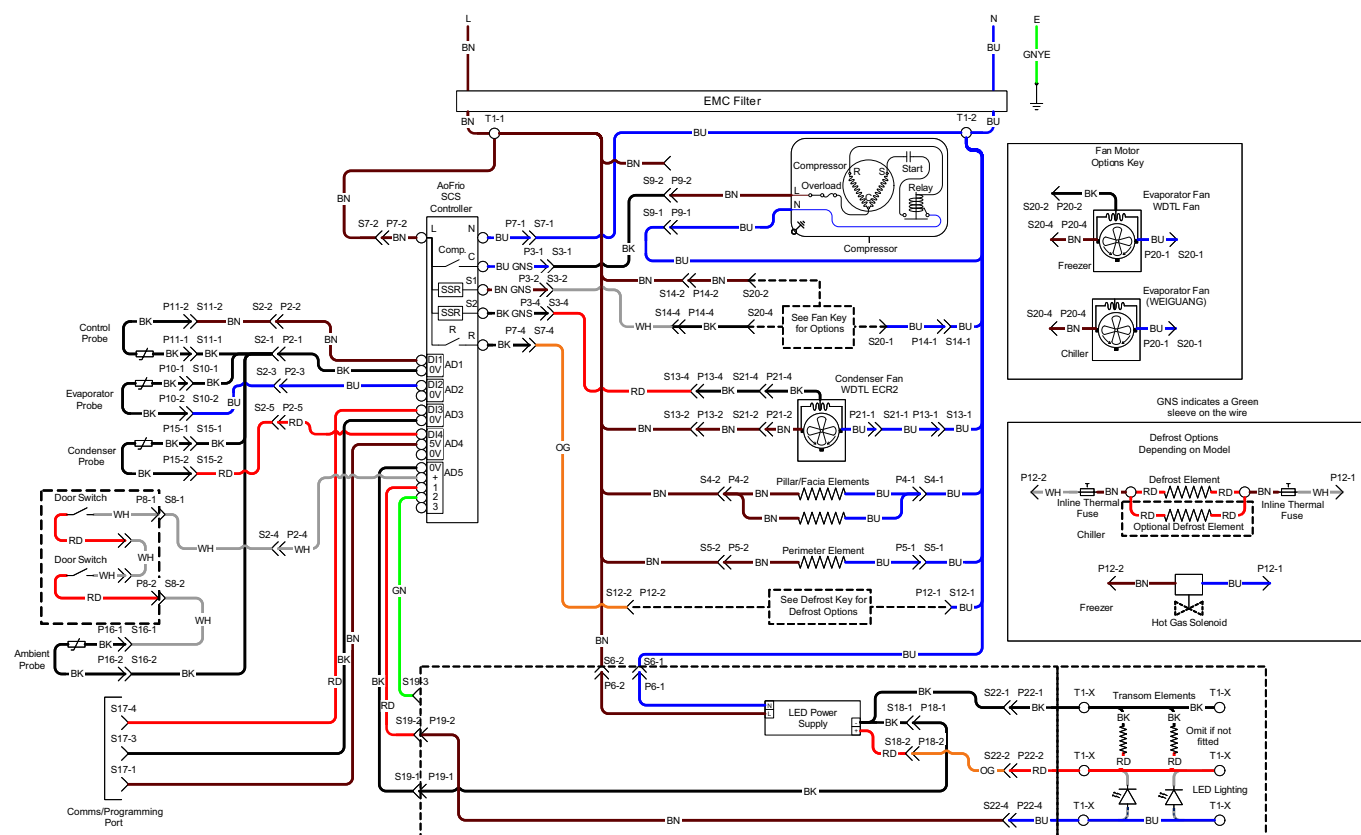 L N E
BN BU GNYE
EMC Filter
BN T1-1 T1-2 BU
BU
Fan Motor
Options Key
Evaporator Fan
WDTL Fan
BK
S20-2 P20-2
S20-4 P20-4
BN BU
P20-1 S20-1
Freezer
Evaporator Fan
(WEIGUANG)
S20-4 P20-4
BN BU
P20-1 S20-1
Chiller
BN
AoFrio
SCS
Controller
S7-2 P7-2
BN
L N
P7-1 S7-1
BU
Comp.
C
P3-1 S3-1
BU GNS
S1
P3-2 S3-2
SSR
BN GNS
S2
P3-4 S3-4
SSR
BK GNS
R
R
P7-4 S7-4
BK
BN
S9-2 P9-2
BN
S9-1 P9-1
BU
BK
BU
Compressor
R S
Start
Overload
Relay
L
N
Compressor
BN BN
S14-2 P14-2 S20-2
WH
S14-4 P14-4 S20-4
BK
See Fan Key
for Options
S20-1
BU BU
P14-1 S14-1
Condenser Fan
WDTL ECR2
S13-4 P13-4 S21-4 P21-4
RD BK BK
S13-2 P13-2 S21-2 P21-2
BN BN BN
P21-1 S21-1 P13-1 S13-1
BU BU BU
OG
S4-2 P4-2
BN BN
Pillar/Facia Elements
P4-1 S4-1
BU BU
BN BU
S5-2 P5-2
BN BN
Perimeter Element
P5-1 S5-1
BU BU
S12-2 P12-2
See Defrost Key for
Defrost Options
P12-1 S12-1
BU
P11-2 S11-2 S2-2 P2-2
Control
Probe
BK BN BN
P11-1 S11-1 S2-1 P2-1
BK BK BK
P10-1 S10-1 S2-3 P2-3
BK BK BU
Evaporator
Probe
P10-2 S10-2
BK BU
S2-5 P2-5
RD
P15-1 S15-1
BK BK
Condenser
Probe
P15-2 S15-2
BK RD
BK
DI1 AD1
0V
DI2 AD2
0V
DI3 AD3
0V
DI4
5V AD4
0V
0V AD5
+
1
2
3
Door Switch P8-1 S8-1
WH
RD
WH
Door Switch
WH
RD
P8-2 S8-2
WH
S2-4 P2-4
WH
WH
P16-1 S16-1
BK
Ambient
Probe
P16-2 S16-2
BK BK
GN
BN
BK
RD
BK
RD
S17-4
S17-3
S17-1
Comms/Programming
Port
GNS indicates a Green
sleeve on the wire
Defrost Options
Depending on Model
P12-2 P12-1
WH BN RD Defrost Element RD BN WH
Inline Thermal
Fuse
Inline Thermal
Fuse
RD RD
Optional Defrost Element
Chiller
P12-2 P12-1
BN BU
Freezer
Hot Gas Solenoid
BN
S6-2 S6-1
P6-2 P6-1
BU
S19-3
S19-2 P19-2
S19-1 P19-1
N
L
LED Power
Supply
-
+
BK
S18-1 P18-1
BK
S18-2 P18-2
RD
S22-1 P22-1
BK
S22-2 P22-2
OG RD
S22-4 P22-4
BN BU
BK
T1-X Transom Elements T1-X
BK BK
Omit if not
fitted
RD RD
T1-X T1-X
LED Lighting
T1-X T1-X
BU